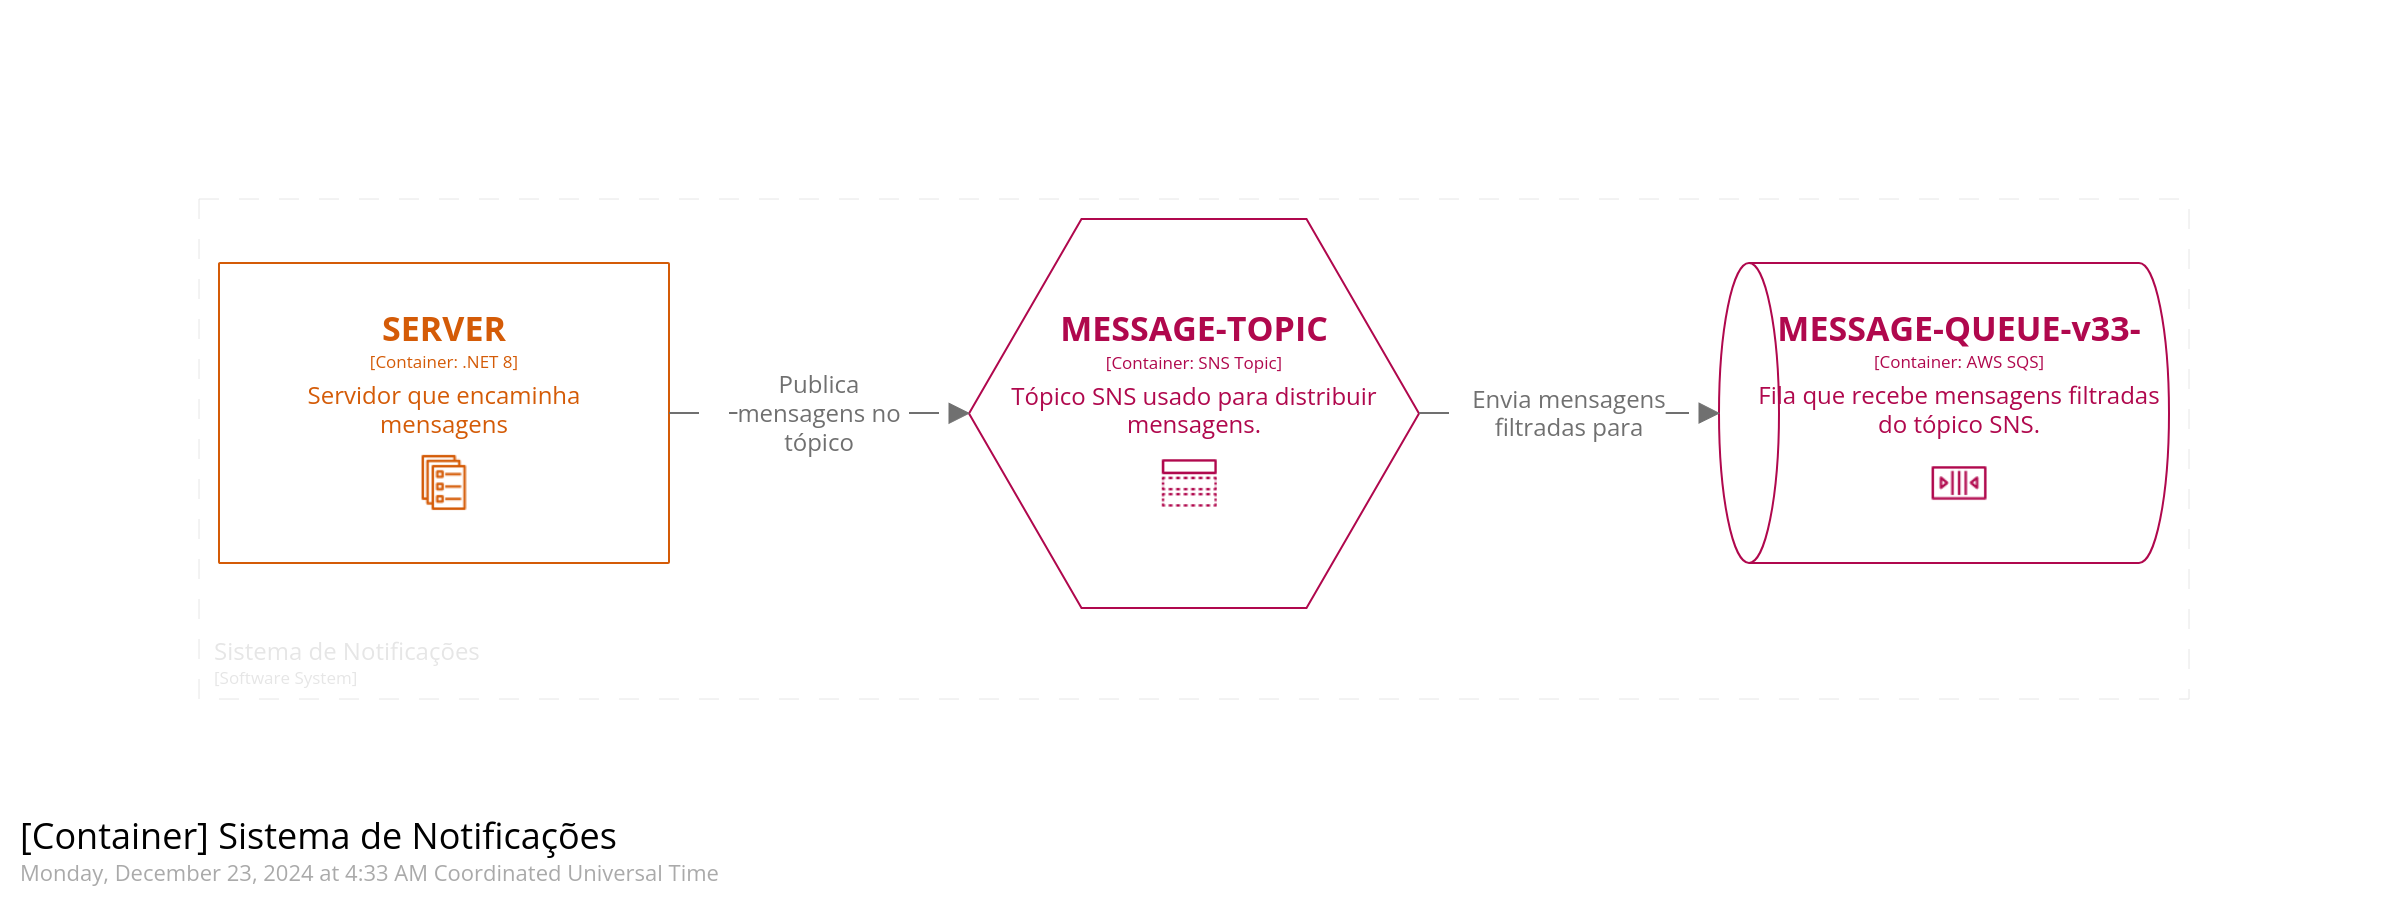 SERVER
[Container: .NET 8]
Servidor que encaminha
mensagens
Publica
mensagens no
tópico
MESSAGE-TOPIC
[Container: SNS Topic]
Tópico SNS usado para distribuir
mensagens.
Envia mensagens
filtradas para
MESSAGE-QUEUE-v33-
[Container: AWS SQS]
Fila que recebe mensagens filtradas
do tópico SNS.
Sistema de Notificações
[Software System]
[Container] Sistema de Notificações
Monday, December 23, 2024 at 4:33 AM Coordinated Universal Time